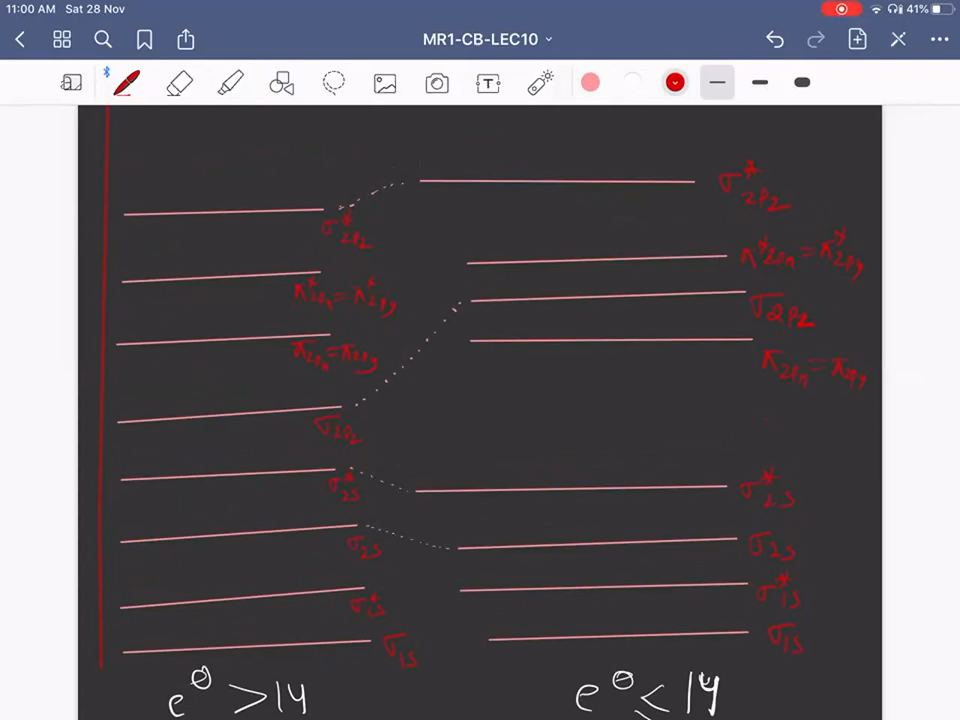 11:00 AM Sat 28 Nov
41%
MR1-CB-LEC10
T
σ*2pz
σ*2pz
π*2px = π*2py
π*2px = π*2py
σ2pz
π2px = π2py
π2px = π2py
σ2pz
σ*2s
σ*2s
σ2s
σ2s
σ*1s
σ*1s
σ1s
σ1s
e⊖ > 14
e⊖ ≤ 14